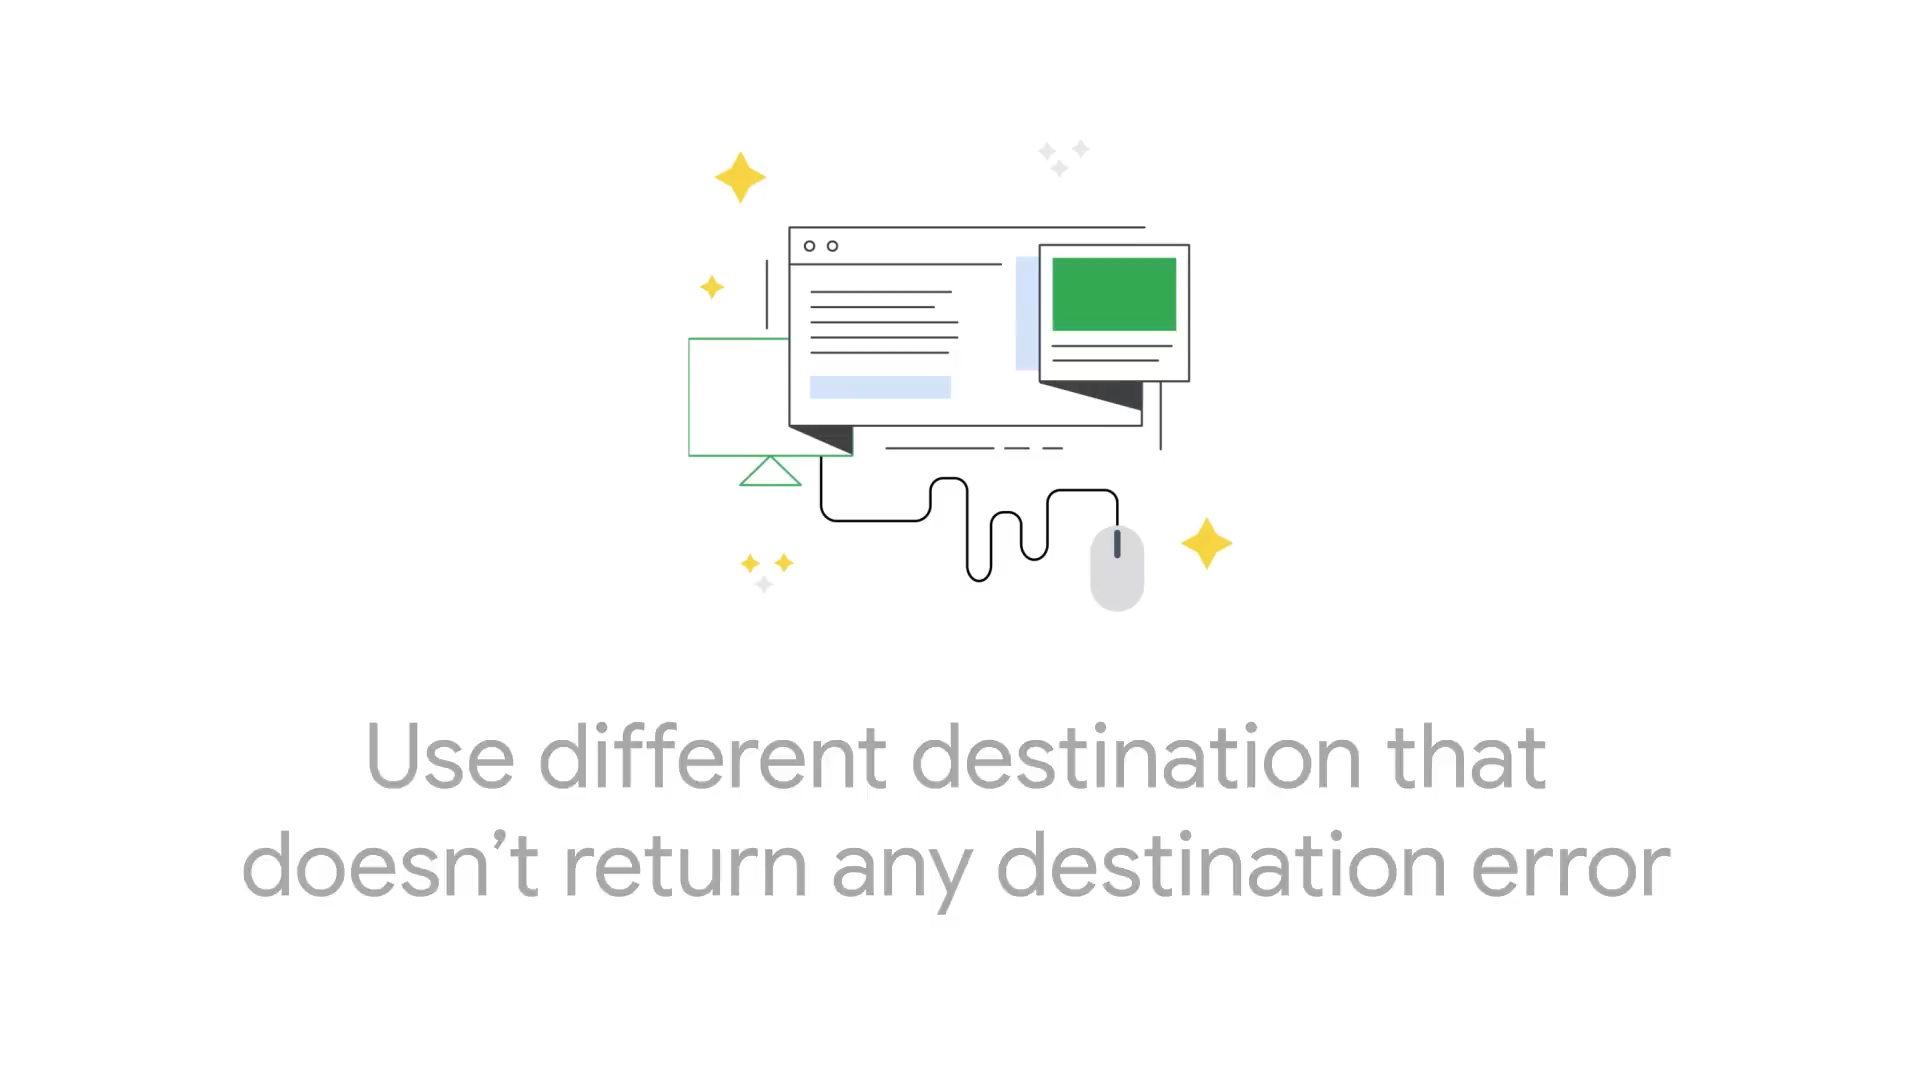 Use different destination that
doesn’t return any destination error